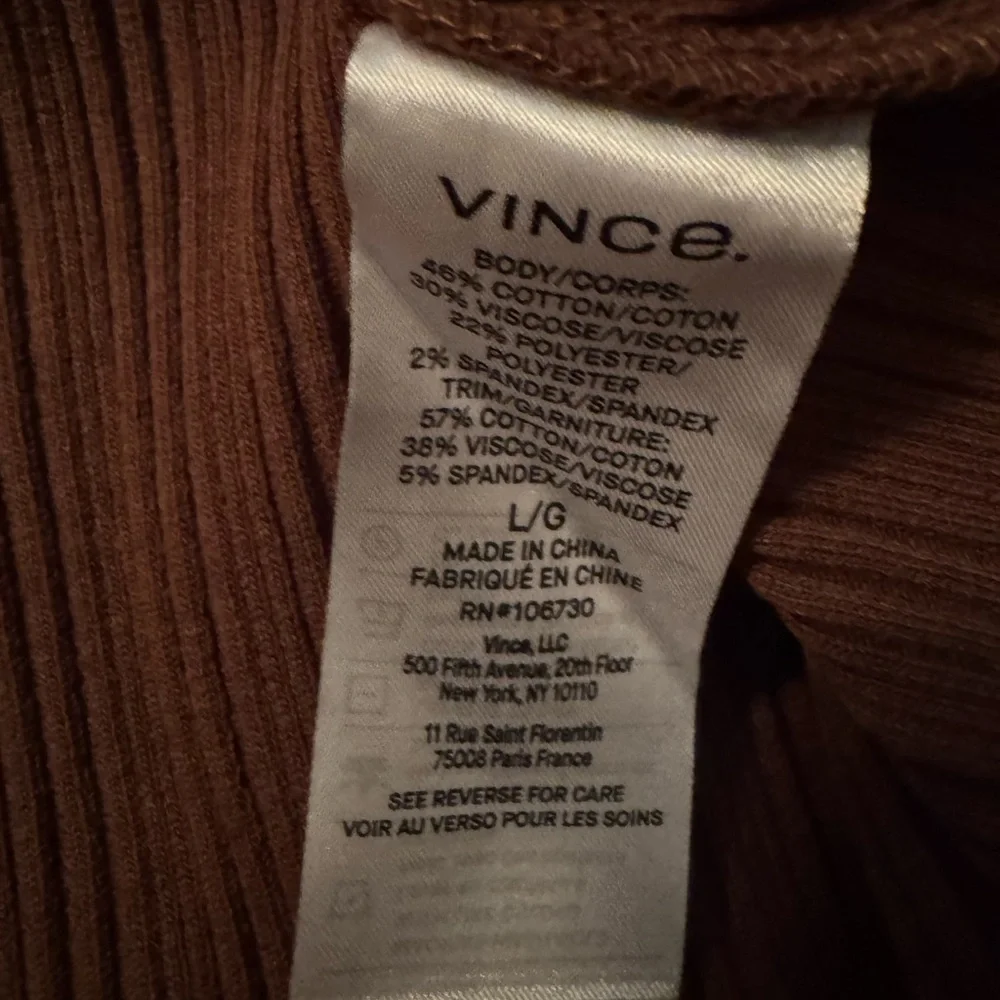 VINCE.
BODY/CORPS:
46% COTTON/COTON
30% VISCOSE/VISCOSE
22% POLYESTER/
POLYESTER
2% SPANDEX/SPANDEX
TRIM/GARNITURE:
57% COTTON/COTON
38% VISCOSE/VISCOSE
5% SPANDEX/SPANDEX
L/G
MADE IN CHINA
FABRIQUÉ EN CHINE
RN#106730
Vince, LLC
500 Fifth Avenue, 20th Floor
New York, NY 10110
11 Rue Saint Florentin
75008 Paris France
SEE REVERSE FOR CARE
VOIR AU VERSO POUR LES SOINS